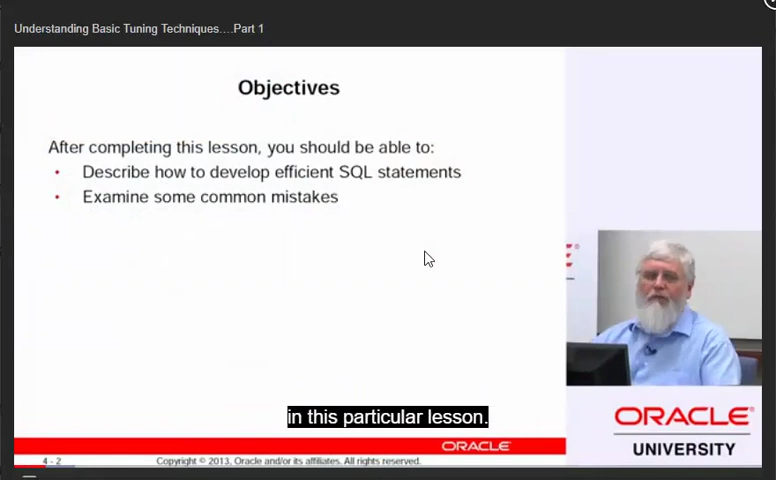 Understanding Basic Tuning Techniques....Part 1
Objectives
After completing this lesson, you should be able to:
• Describe how to develop efficient SQL statements
• Examine some common mistakes
in this particular lesson.
ORACLE
4 - 2
Copyright © 2013, Oracle and/or its affiliates. All rights reserved.
ORACLE®
UNIVERSITY